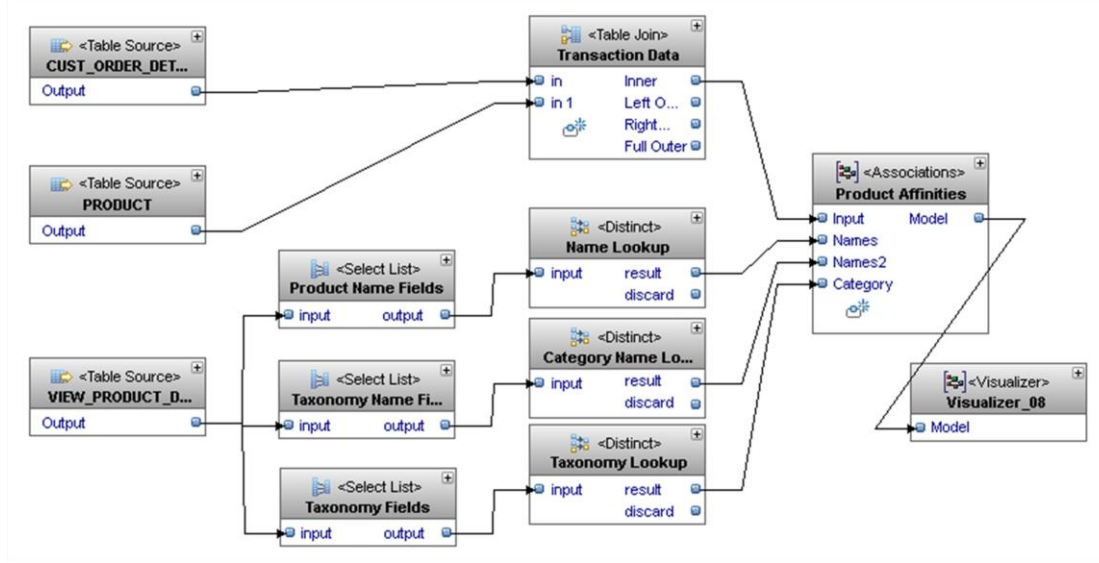 <Table Source>
CUST_ORDER_DET...
Output
<Table Source>
PRODUCT
Output
<Table Source>
VIEW_PRODUCT_D...
Output
<Select List>
Product Name Fields
input output
<Select List>
Taxonomy Name Fi...
input output
<Select List>
Taxonomy Fields
input output
<Table Join>
Transaction Data
in Inner
in 1 Left O...
Right...
Full Outer
<Distinct>
Name Lookup
input result
discard
<Distinct>
Category Name Lo...
input result
discard
<Distinct>
Taxonomy Lookup
input result
discard
<Associations>
Product Affinities
Input Model
Names
Names2
Category
<Visualizer>
Visualizer_08
Model